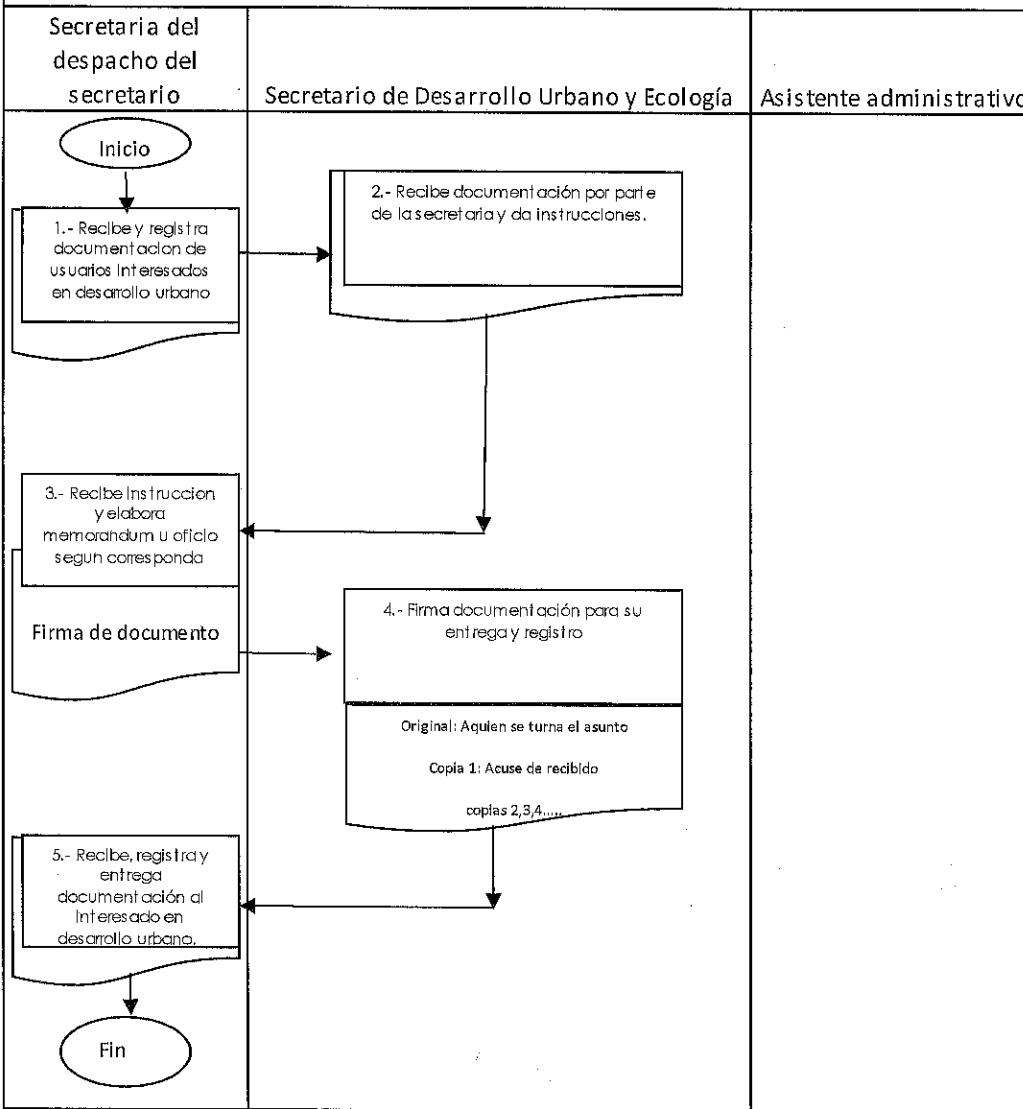 Secretaria del
despacho del
secretario
Secretario de Desarrollo Urbano y Ecología
Asistente administrativo
Inicio
1.- Recibe y registra
documentacion de
usuarios Interesados
en desarrollo urbano
2.- Recibe documentación por parte
de la secretaria y da instrucciones.
3.- Recibe Instruccion
y elabora
memorandum u oficio
segun corresponda
Firma de documento
4.- Firma documentación para su
entrega y registro
Original: Aquien se turna el asunto
Copia 1: Acuse de recibido
copias 2,3,4.....
5.- Recibe, registra y
entrega
documentación al
Interesado en
desarrollo urbano.
Fin